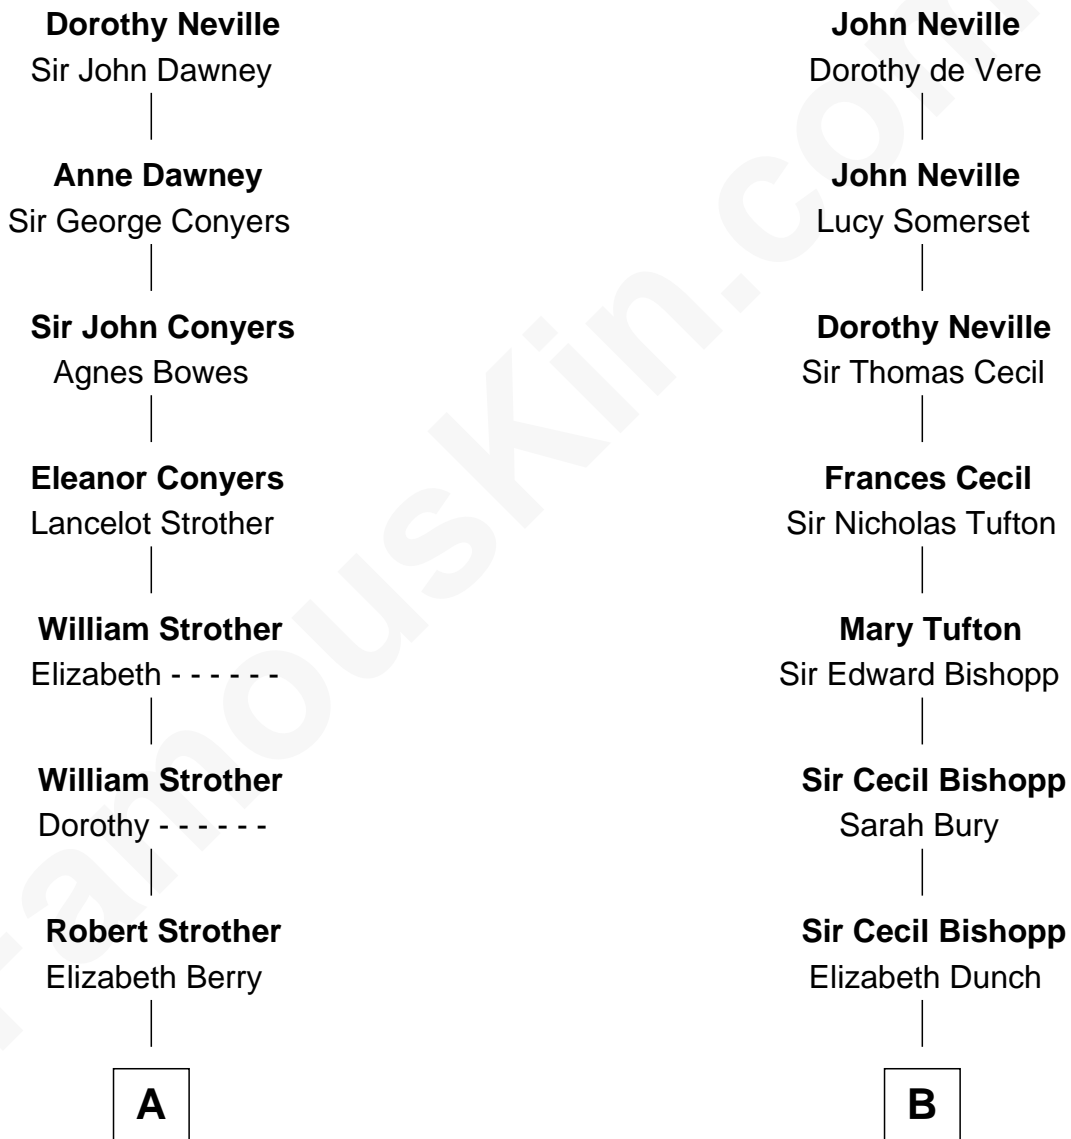 Dorothy Neville
Sir John Dawney
Anne Dawney
Sir George Conyers
Sir John Conyers
Agnes Bowes
Eleanor Conyers
Lancelot Strother
William Strother
Elizabeth - - - - - -
William Strother
Dorothy - - - - - -
Robert Strother
Elizabeth Berry
A
John Neville
Dorothy de Vere
John Neville
Lucy Somerset
Dorothy Neville
Sir Thomas Cecil
Frances Cecil
Sir Nicholas Tufton
Mary Tufton
Sir Edward Bishopp
Sir Cecil Bishopp
Sarah Bury
Sir Cecil Bishopp
Elizabeth Dunch
B
FamousKin.com